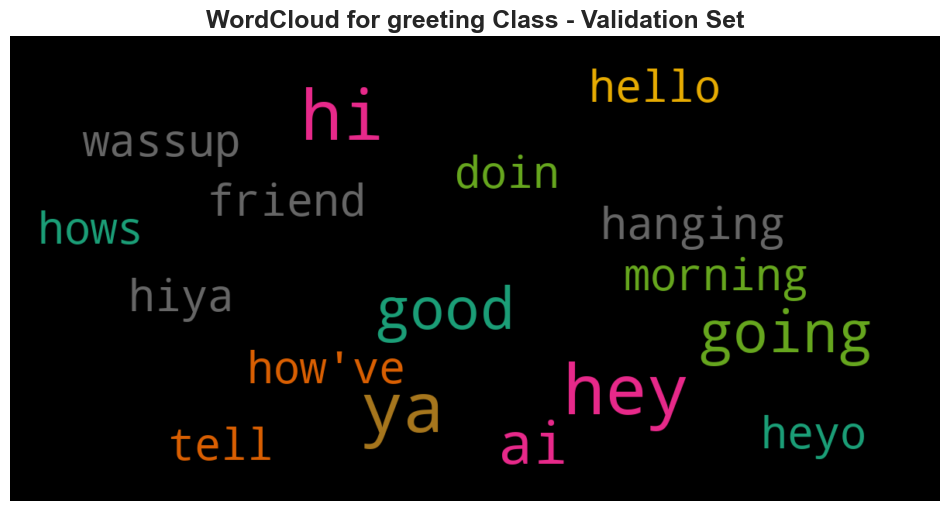 WordCloud for greeting Class - Validation Set
hello
hi
wassup
doin
friend
hows
hanging
morning
hiya
good
going
how've
hey
ya
heyo
tell
ai